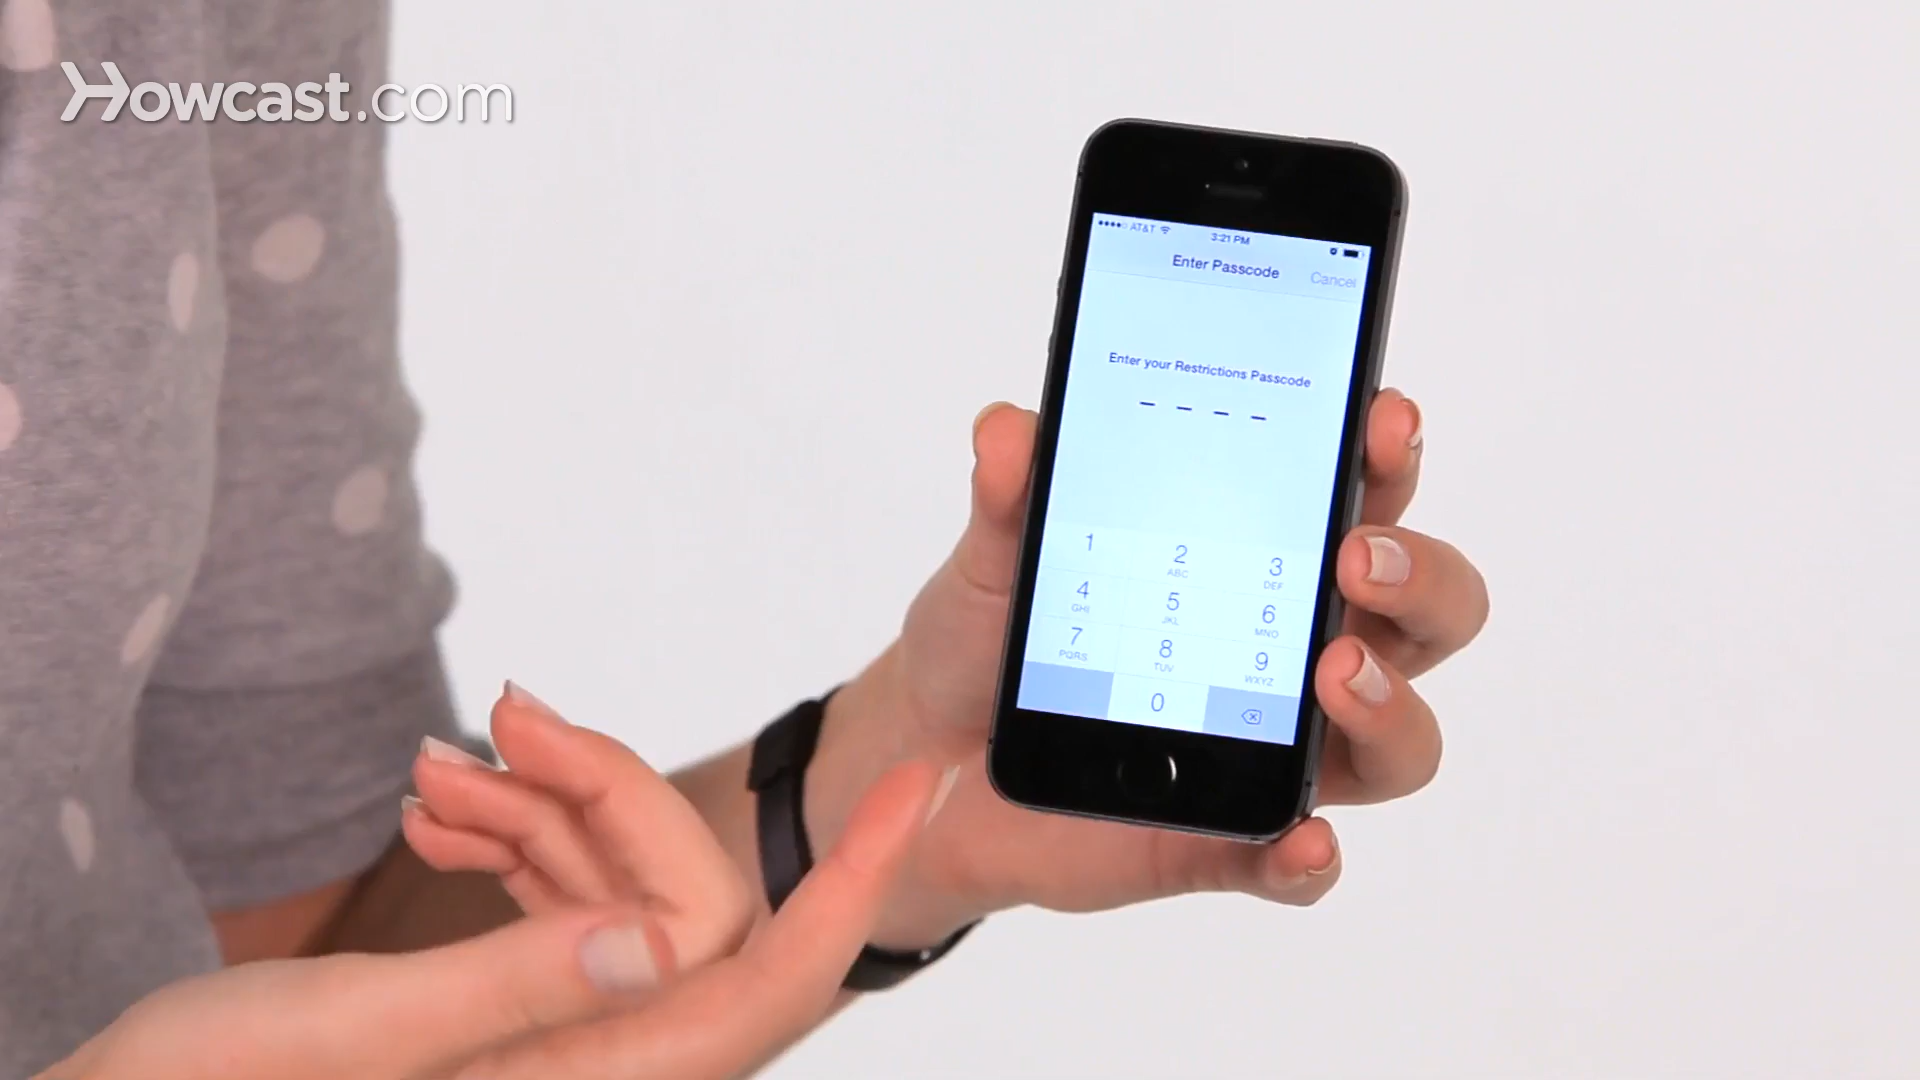 Howcast.com
AT&T 3:21 PM
Enter Passcode Cancel
Enter your Restrictions Passcode
1 2 3
ABC DEF
4 5 6
GHI JKL MNO
7 8 9
PQRS TUV WXYZ
0